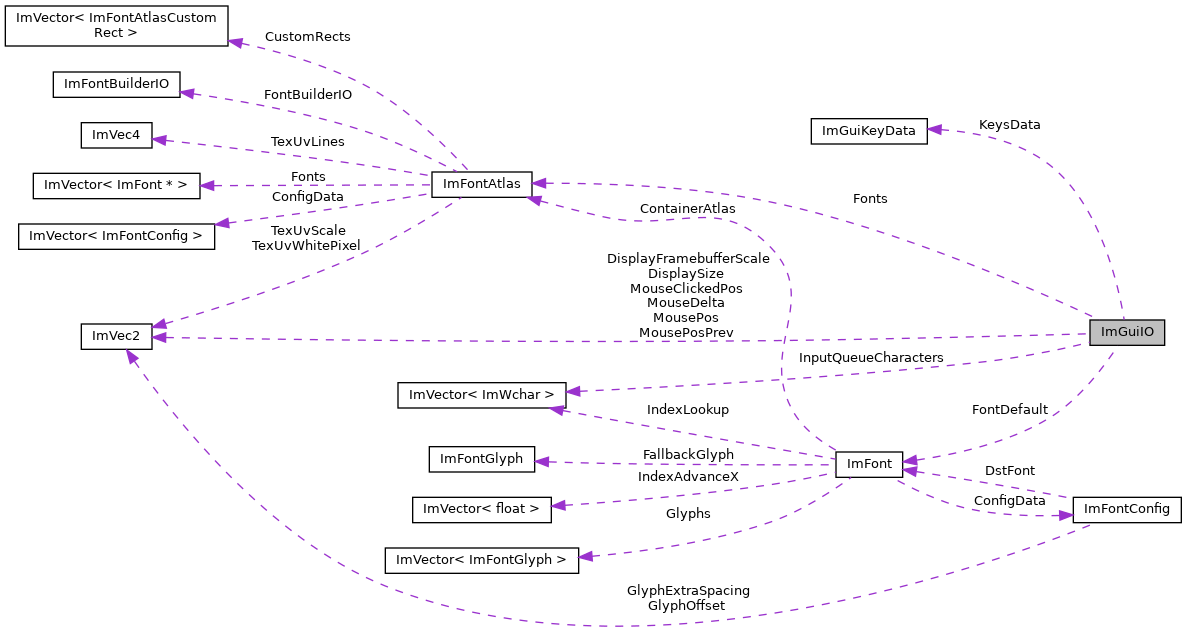 ImVector< ImFontAtlasCustom
Rect >
CustomRects
ImFontBuilderIO
FontBuilderIO
ImVec4
TexUvLines
ImGuiKeyData
KeysData
ImVector< ImFont * >
Fonts
ImFontAtlas
ConfigData
Fonts
ContainerAtlas
ImVector< ImFontConfig >
TexUvScale
TexUvWhitePixel
DisplayFramebufferScale
DisplaySize
MouseClickedPos
MouseDelta
MousePos
MousePosPrev
ImVec2
ImGuiIO
InputQueueCharacters
ImVector< ImWchar >
IndexLookup
FontDefault
ImFontGlyph
FallbackGlyph
ImFont
IndexAdvanceX
DstFont
ImVector< float >
Glyphs
ConfigData
ImFontConfig
ImVector< ImFontGlyph >
GlyphExtraSpacing
GlyphOffset